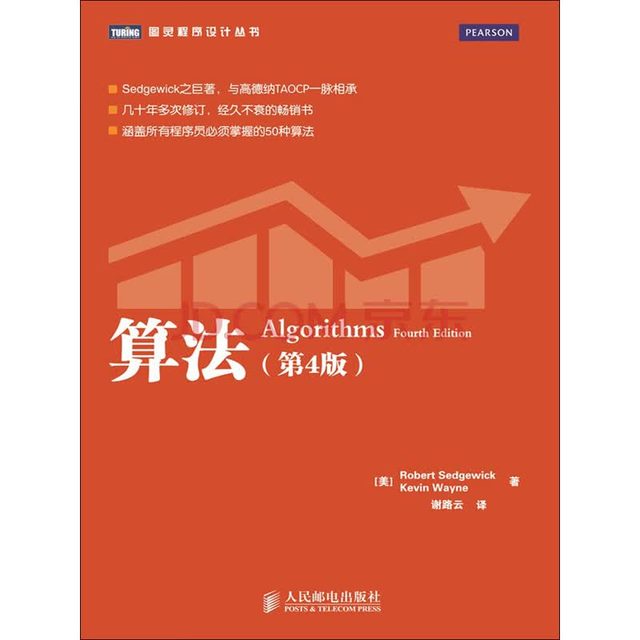 TURING 图灵程序设计丛书
PEARSON
Sedgewick之巨著，与高德纳TAOCP一脉相承
几十年多次修订，经久不衰的畅销书
涵盖所有程序员必须掌握的50种算法
JD.COM 京东
算法 Algorithms Fourth Edition
（第4版）
［美］ Robert Sedgewick
Kevin Wayne 著
谢路云 译
人民邮电出版社
POSTS & TELECOM PRESS